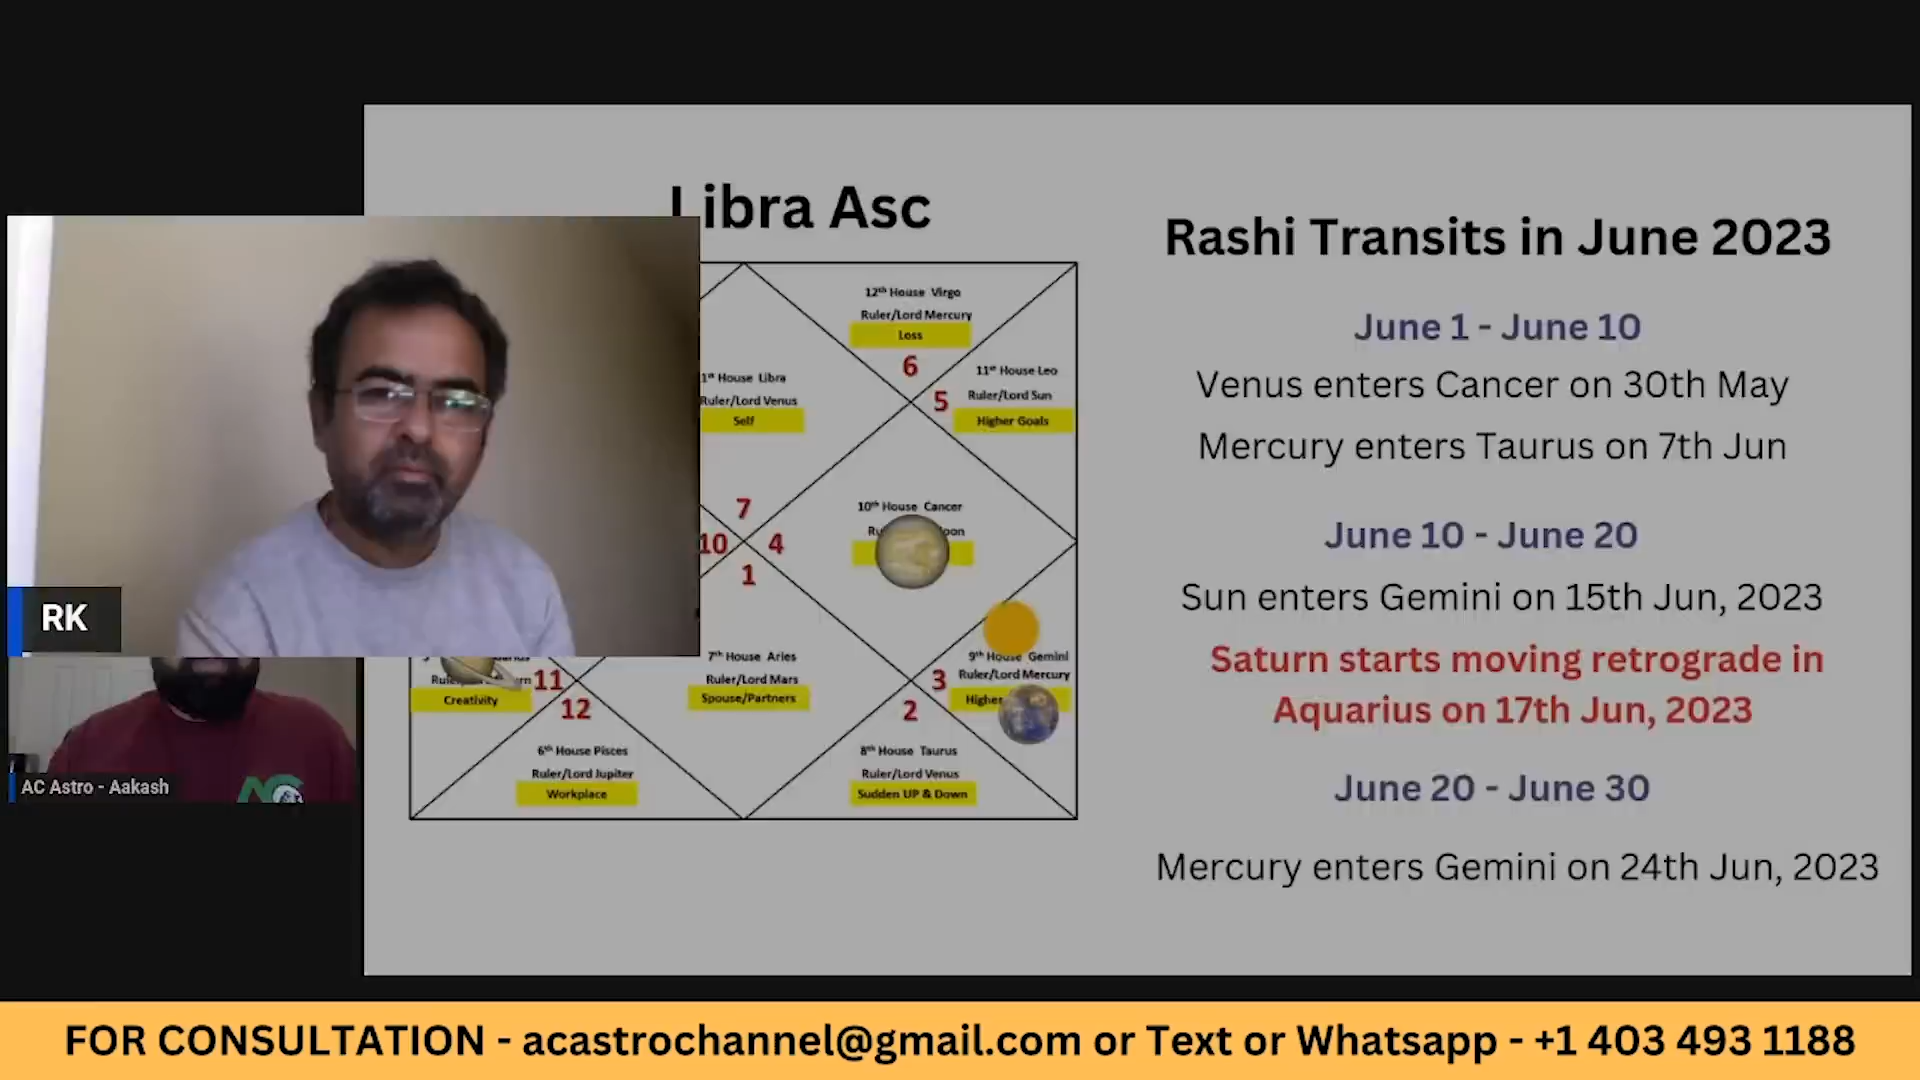 Libra Asc
12th House Virgo
Ruler/Lord Mercury
Loss
6
11st House Leo
Ruler/Lord Sun
Higher Goals
5
1st House Libra
Ruler/Lord Venus
Self
7
10
4
1
10th House Cancer
9th House Gemini
Ruler/Lord Mercury
Higher
3
7th House Aries
Ruler/Lord Mars
Spouse/Partners
11
Creativity
12
2
6th House Pisces
Ruler/Lord Jupiter
Workplace
8th House Taurus
Ruler/Lord Venus
Sudden UP & Down
Rashi Transits in June 2023
June 1 - June 10
Venus enters Cancer on 30th May
Mercury enters Taurus on 7th Jun
June 10 - June 20
Sun enters Gemini on 15th Jun, 2023
Saturn starts moving retrograde in
Aquarius on 17th Jun, 2023
June 20 - June 30
Mercury enters Gemini on 24th Jun, 2023
RK
AC Astro - Aakash
AC
FOR CONSULTATION - acastrochannel@gmail.com or Text or Whatsapp - +1 403 493 1188